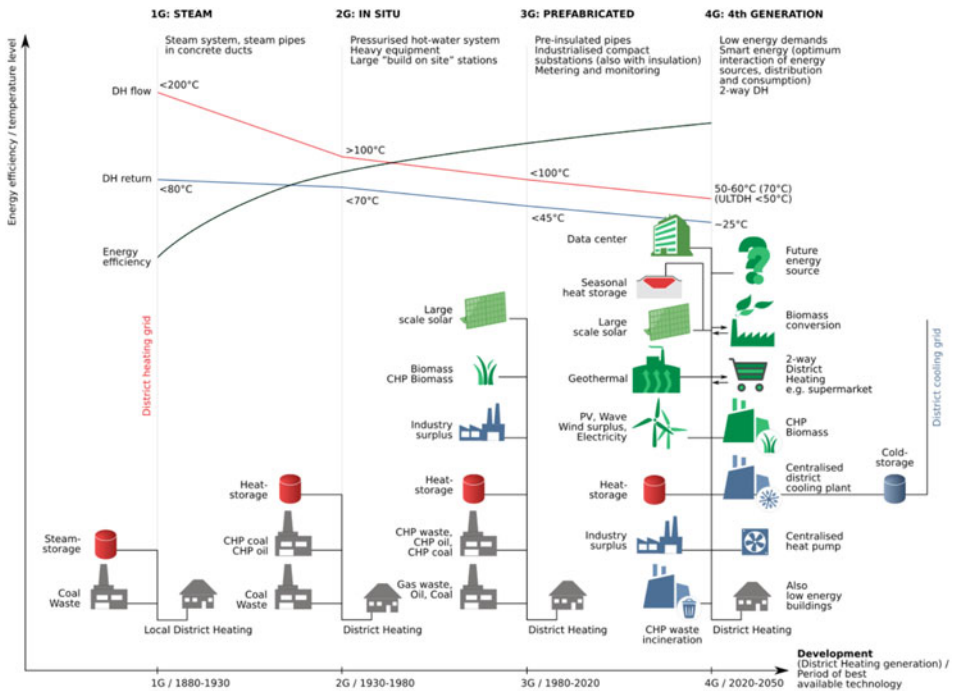 1G: STEAM
Steam system, steam pipes
in concrete ducts
2G: IN SITU
Pressurised hot-water system
Heavy equipment
Large "build on site" stations
3G: PREFABRICATED
Pre-insulated pipes
Industrialised compact
substations (also with insulation)
Metering and monitoring
4G: 4th GENERATION
Low energy demands
Smart energy (optimum
interaction of energy
sources, distribution
and consumption)
2-way DH
Energy efficiency / temperature level
DH flow
<200°C
>100°C
<100°C
50-60°C (70°C)
(ULTDH <50°C)
DH return
<80°C
<70°C
<45°C
~25°C
Energy
efficiency
District heating grid
District cooling grid
Steam-
storage
Coal
Waste
Local District Heating
Heat-
storage
CHP coal
CHP oil
Coal
Waste
District Heating
Large
scale solar
Biomass
CHP Biomass
Industry
surplus
Heat-
storage
CHP waste,
CHP oil,
CHP coal
Gas waste,
Oil, Coal
District Heating
Data center
Seasonal
heat storage
Large
scale solar
Geothermal
PV, Wave
Wind surplus,
Electricity
Heat-
storage
Industry
surplus
CHP waste
incineration
Future
energy
source
Biomass
conversion
2-way
District
Heating
e.g. supermarket
CHP
Biomass
Centralised
district
cooling plant
Cold-
storage
Centralised
heat pump
Also
low energy
buildings
District Heating
1G / 1880-1930
2G / 1930-1980
3G / 1980-2020
4G / 2020-2050
Development
(District Heating generation) /
Period of best
available technology